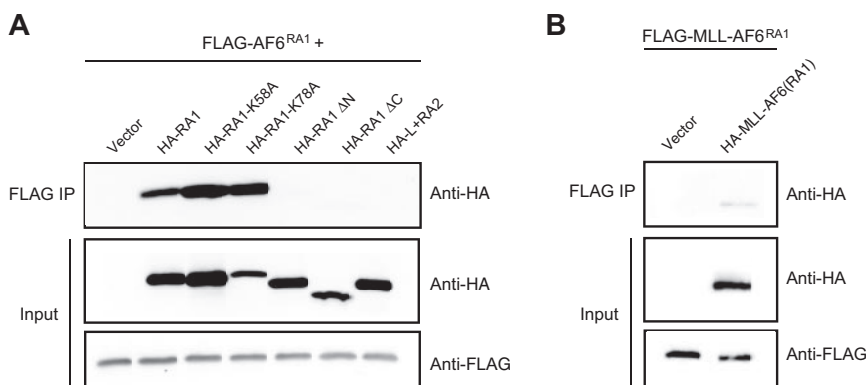 A
FLAG-AF6RA1 +
Vector
HA-RA1
HA-RA1-K58A
HA-RA1-K78A
HA-RA1 ΔN
HA-RA1 ΔC
HA-L+RA2
FLAG IP
Anti-HA
Input
Anti-HA
Anti-FLAG
B
FLAG-MLL-AF6RA1
Vector
HA-MLL-AF6(RA1)
FLAG IP
Anti-HA
Input
Anti-HA
Anti-FLAG